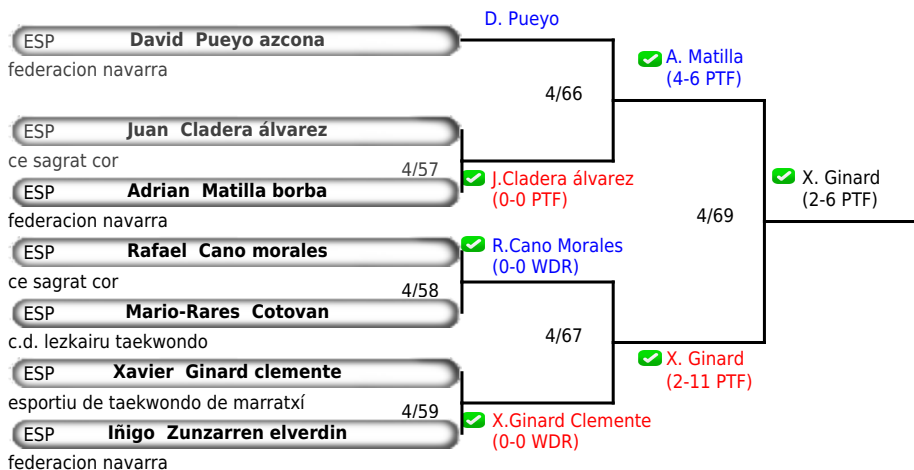 D. Pueyo
ESP David Pueyo azcona
federacion navarra
A. Matilla
(4-6 PTF)
4/66
ESP Juan Cladera álvarez
ce sagrat cor
4/57
J.Cladera álvarez
(0-0 PTF)
ESP Adrian Matilla borba
federacion navarra
X. Ginard
(2-6 PTF)
4/69
ESP Rafael Cano morales
R.Cano Morales
(0-0 WDR)
ce sagrat cor
4/58
ESP Mario-Rares Cotovan
c.d. lezkairu taekwondo
4/67
ESP Xavier Ginard clemente
X. Ginard
(2-11 PTF)
esportiu de taekwondo de marratxí
4/59
X.Ginard Clemente
(0-0 WDR)
ESP Iñigo Zunzarren elverdin
federacion navarra